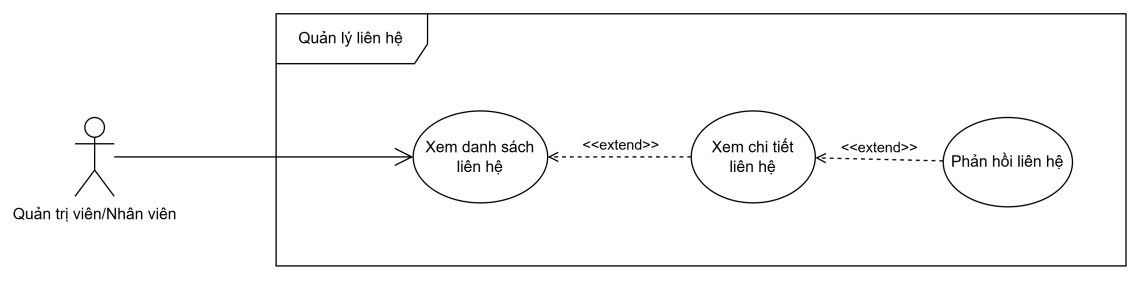 Quản lý liên hệ
Xem danh sách
liên hệ
<<extend>>
Xem chi tiết
liên hệ
<<extend>>
Phản hồi liên hệ
Quản trị viên/Nhân viên